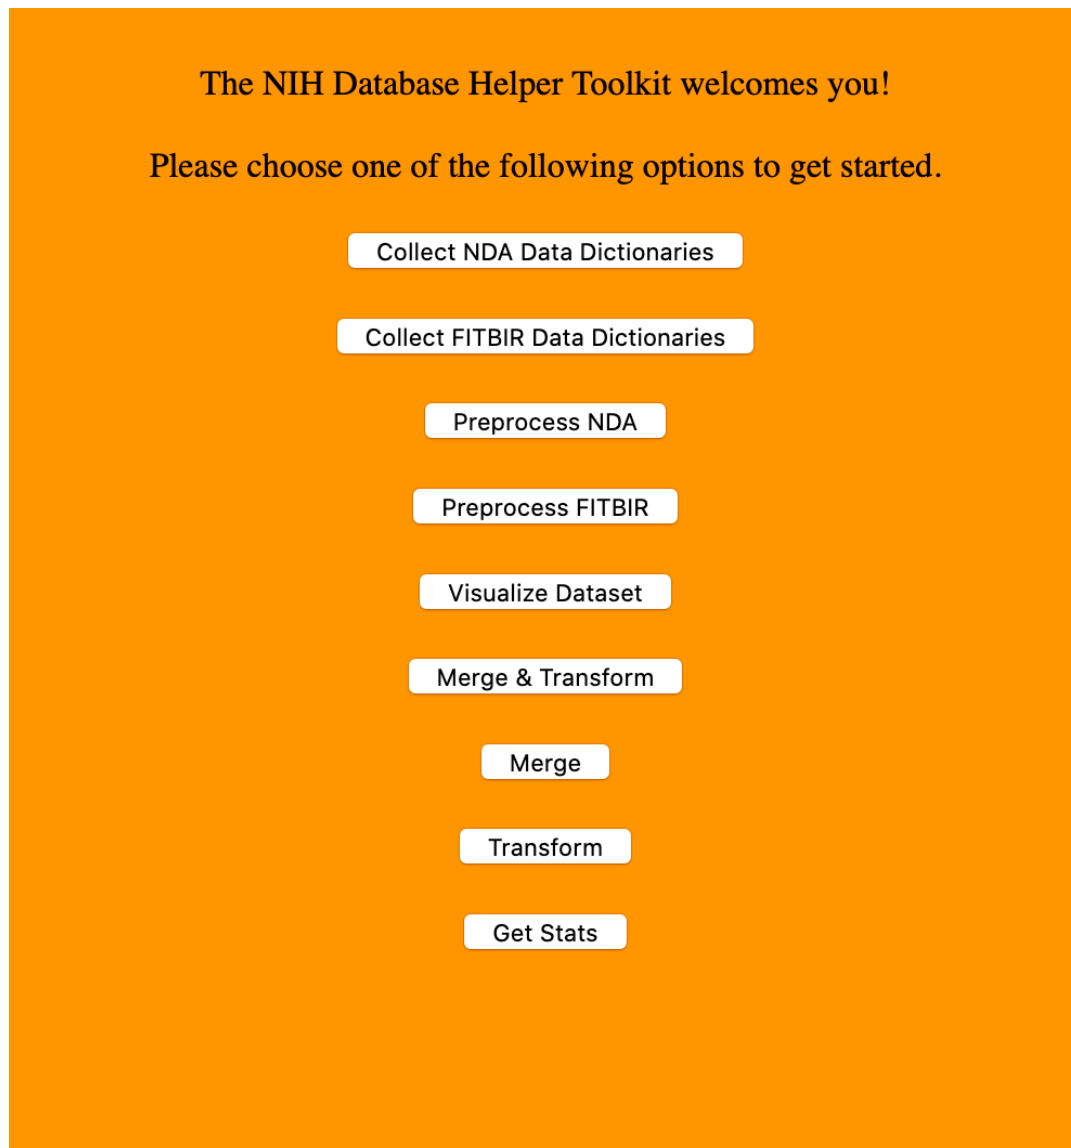 The NIH Database Helper Toolkit welcomes you!
Please choose one of the following options to get started.
Collect NDA Data Dictionaries
Collect FITBIR Data Dictionaries
Preprocess NDA
Preprocess FITBIR
Visualize Dataset
Merge & Transform
Merge
Transform
Get Stats